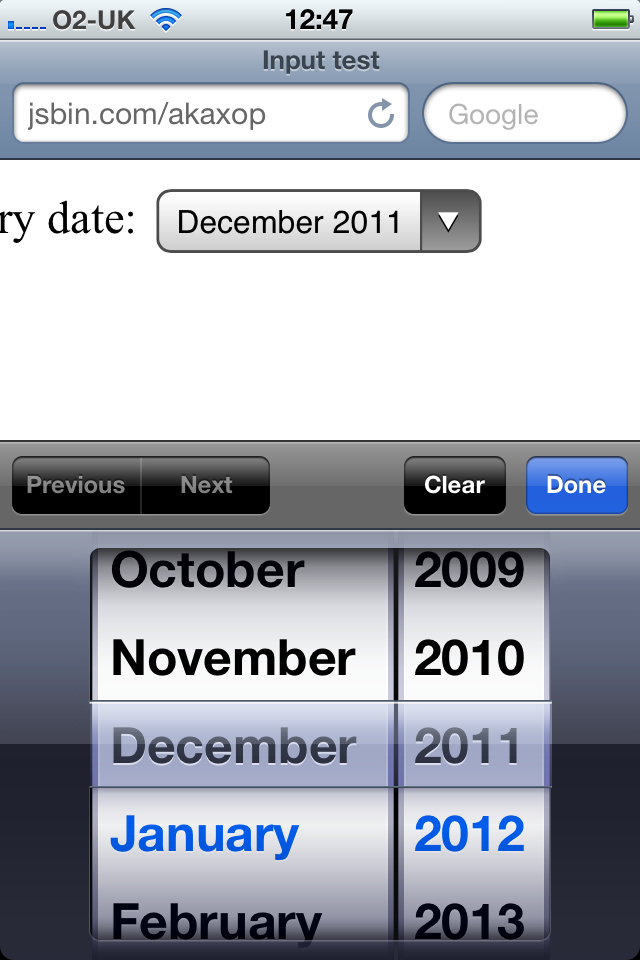 O2-UK 12:47
Input test
jsbin.com/akaxop Google
ry date: December 2011
Previous Next Clear Done
October 2009
November 2010
December 2011
January 2012
February 2013